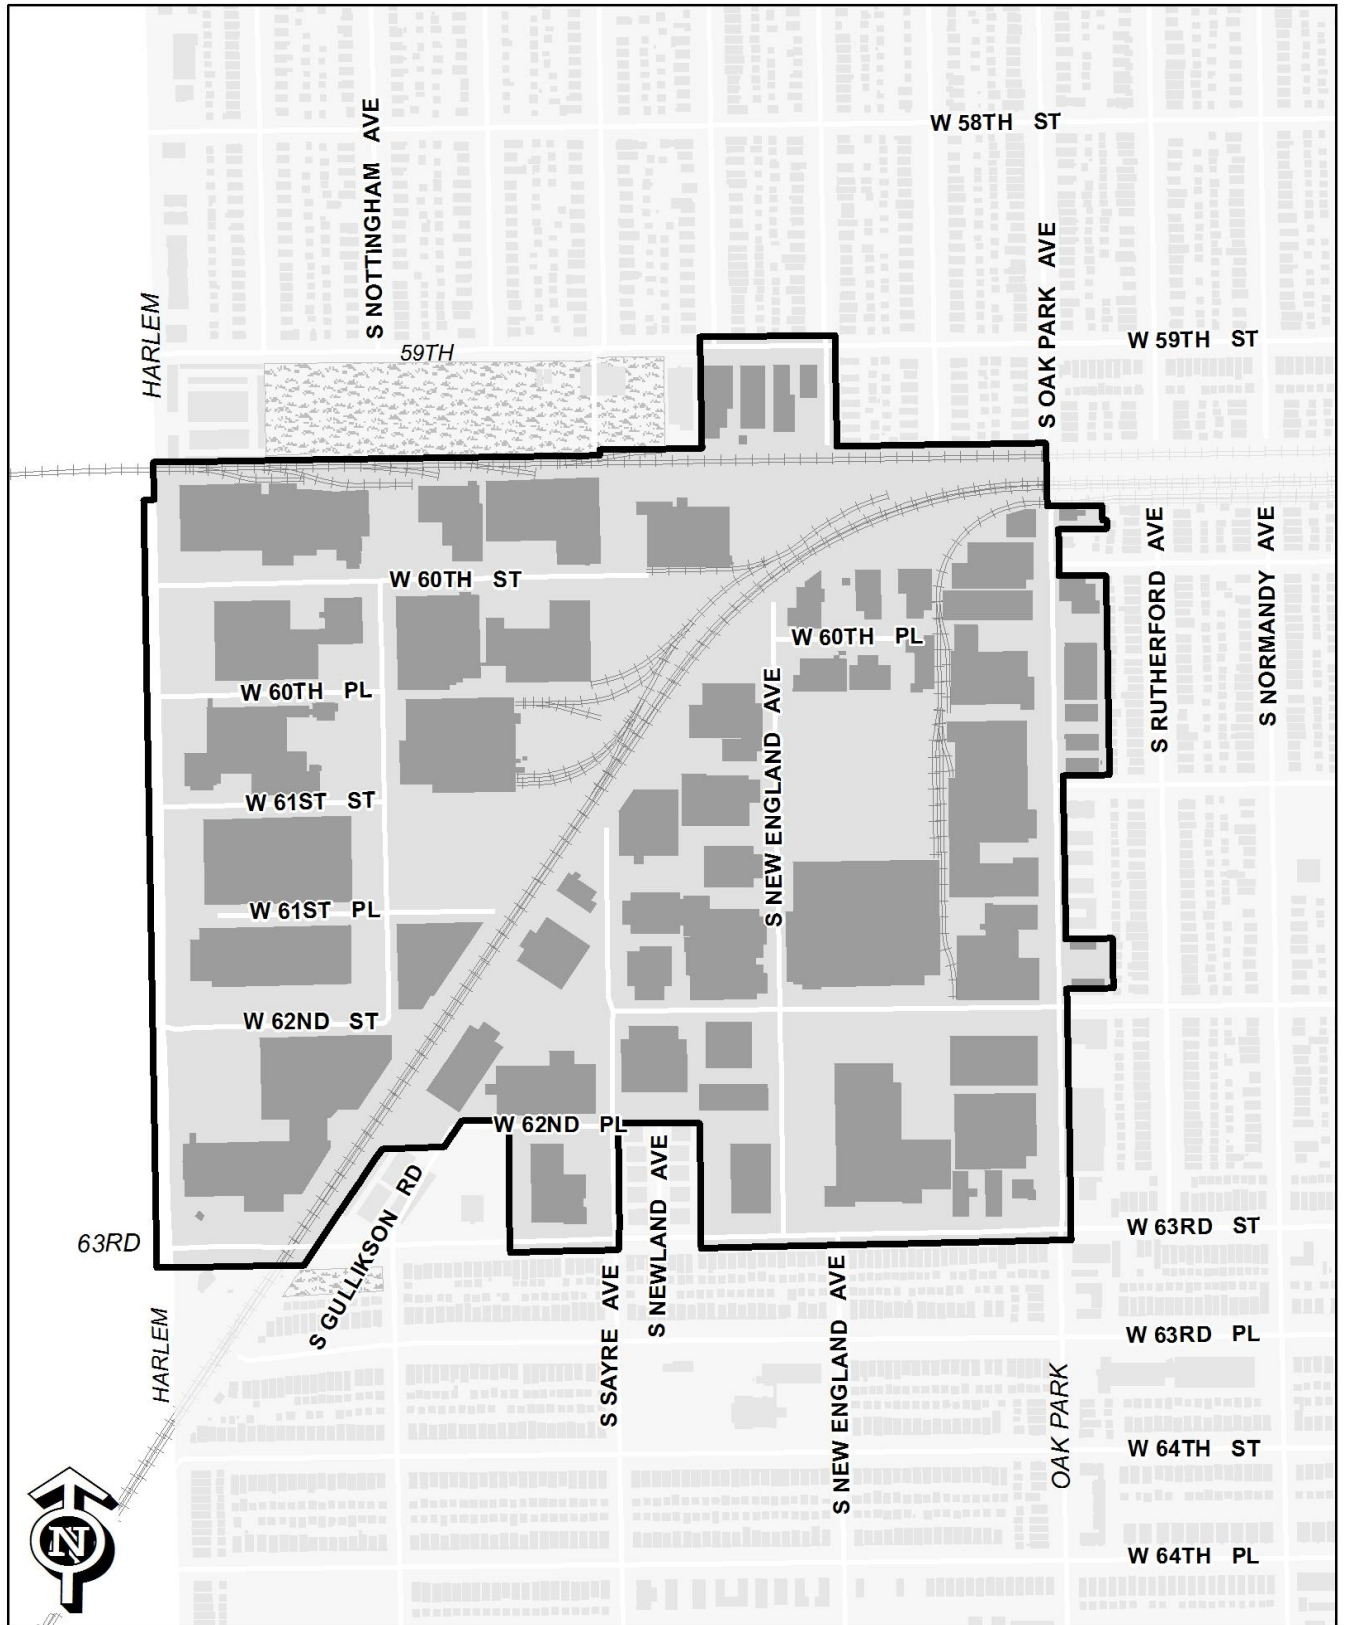 W 58TH ST
S NOTTINGHAM AVE
S OAK PARK AVE
HARLEM
W 59TH ST
59TH
S RUTHERFORD AVE
S NORMANDY AVE
W 60TH ST
W 60TH PL
W 60TH PL
S NEW ENGLAND AVE
W 61ST ST
W 61ST PL
W 62ND ST
W 62ND PL
S NEWLAND AVE
S GULLIKSON RD
63RD
W 63RD ST
S SAYRE AVE
S NEW ENGLAND AVE
HARLEM
W 63RD PL
OAK PARK
W 64TH ST
N
W 64TH PL